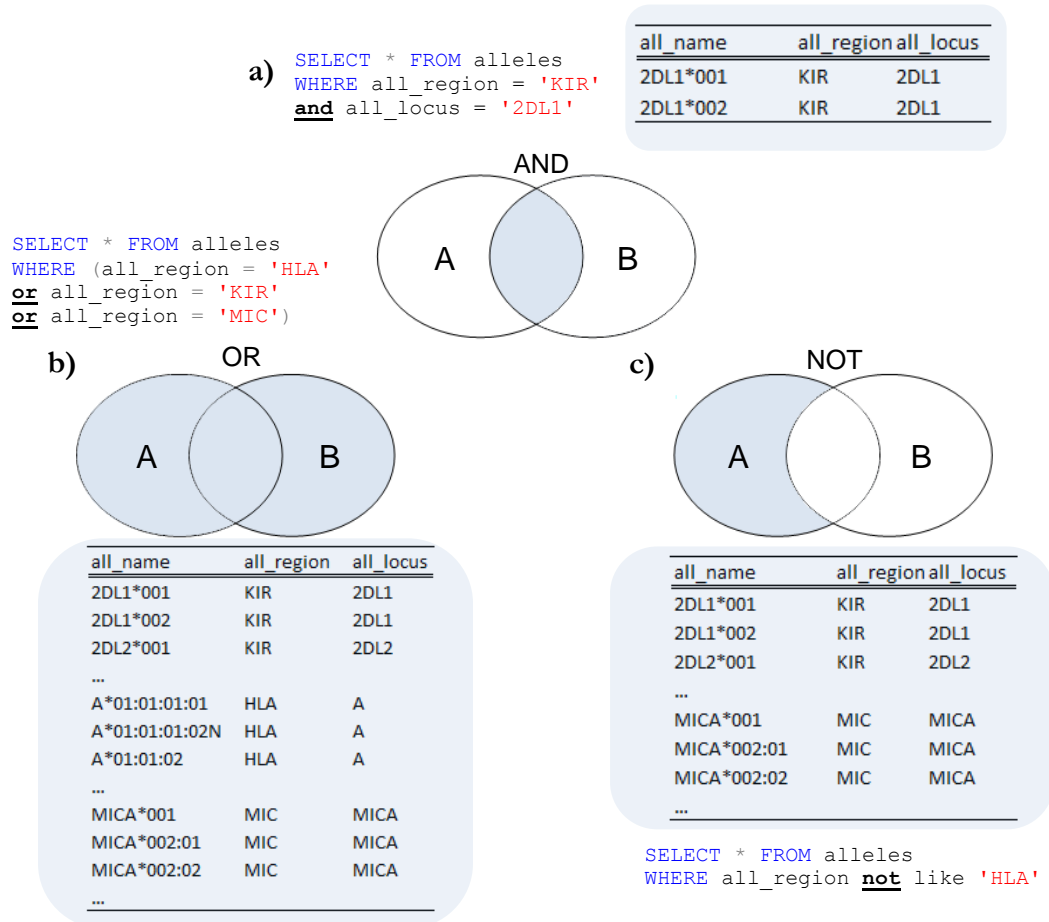 a)
SELECT * FROM alleles
WHERE all_region = 'KIR'
and all_locus = '2DL1'
all_name all_region all_locus
2DL1*001 KIR 2DL1
2DL1*002 KIR 2DL1
AND
A B
SELECT * FROM alleles
WHERE (all_region = 'HLA'
or all_region = 'KIR'
or all_region = 'MIC')
b)
OR
A B
all_name all_region all_locus
2DL1*001 KIR 2DL1
2DL1*002 KIR 2DL1
2DL2*001 KIR 2DL2
...
A*01:01:01:01 HLA A
A*01:01:01:02N HLA A
A*01:01:02 HLA A
...
MICA*001 MIC MICA
MICA*002:01 MIC MICA
MICA*002:02 MIC MICA
...
c)
NOT
A B
all_name all_region all_locus
2DL1*001 KIR 2DL1
2DL1*002 KIR 2DL1
2DL2*001 KIR 2DL2
...
MICA*001 MIC MICA
MICA*002:01 MIC MICA
MICA*002:02 MIC MICA
...
SELECT * FROM alleles
WHERE all_region not like 'HLA'